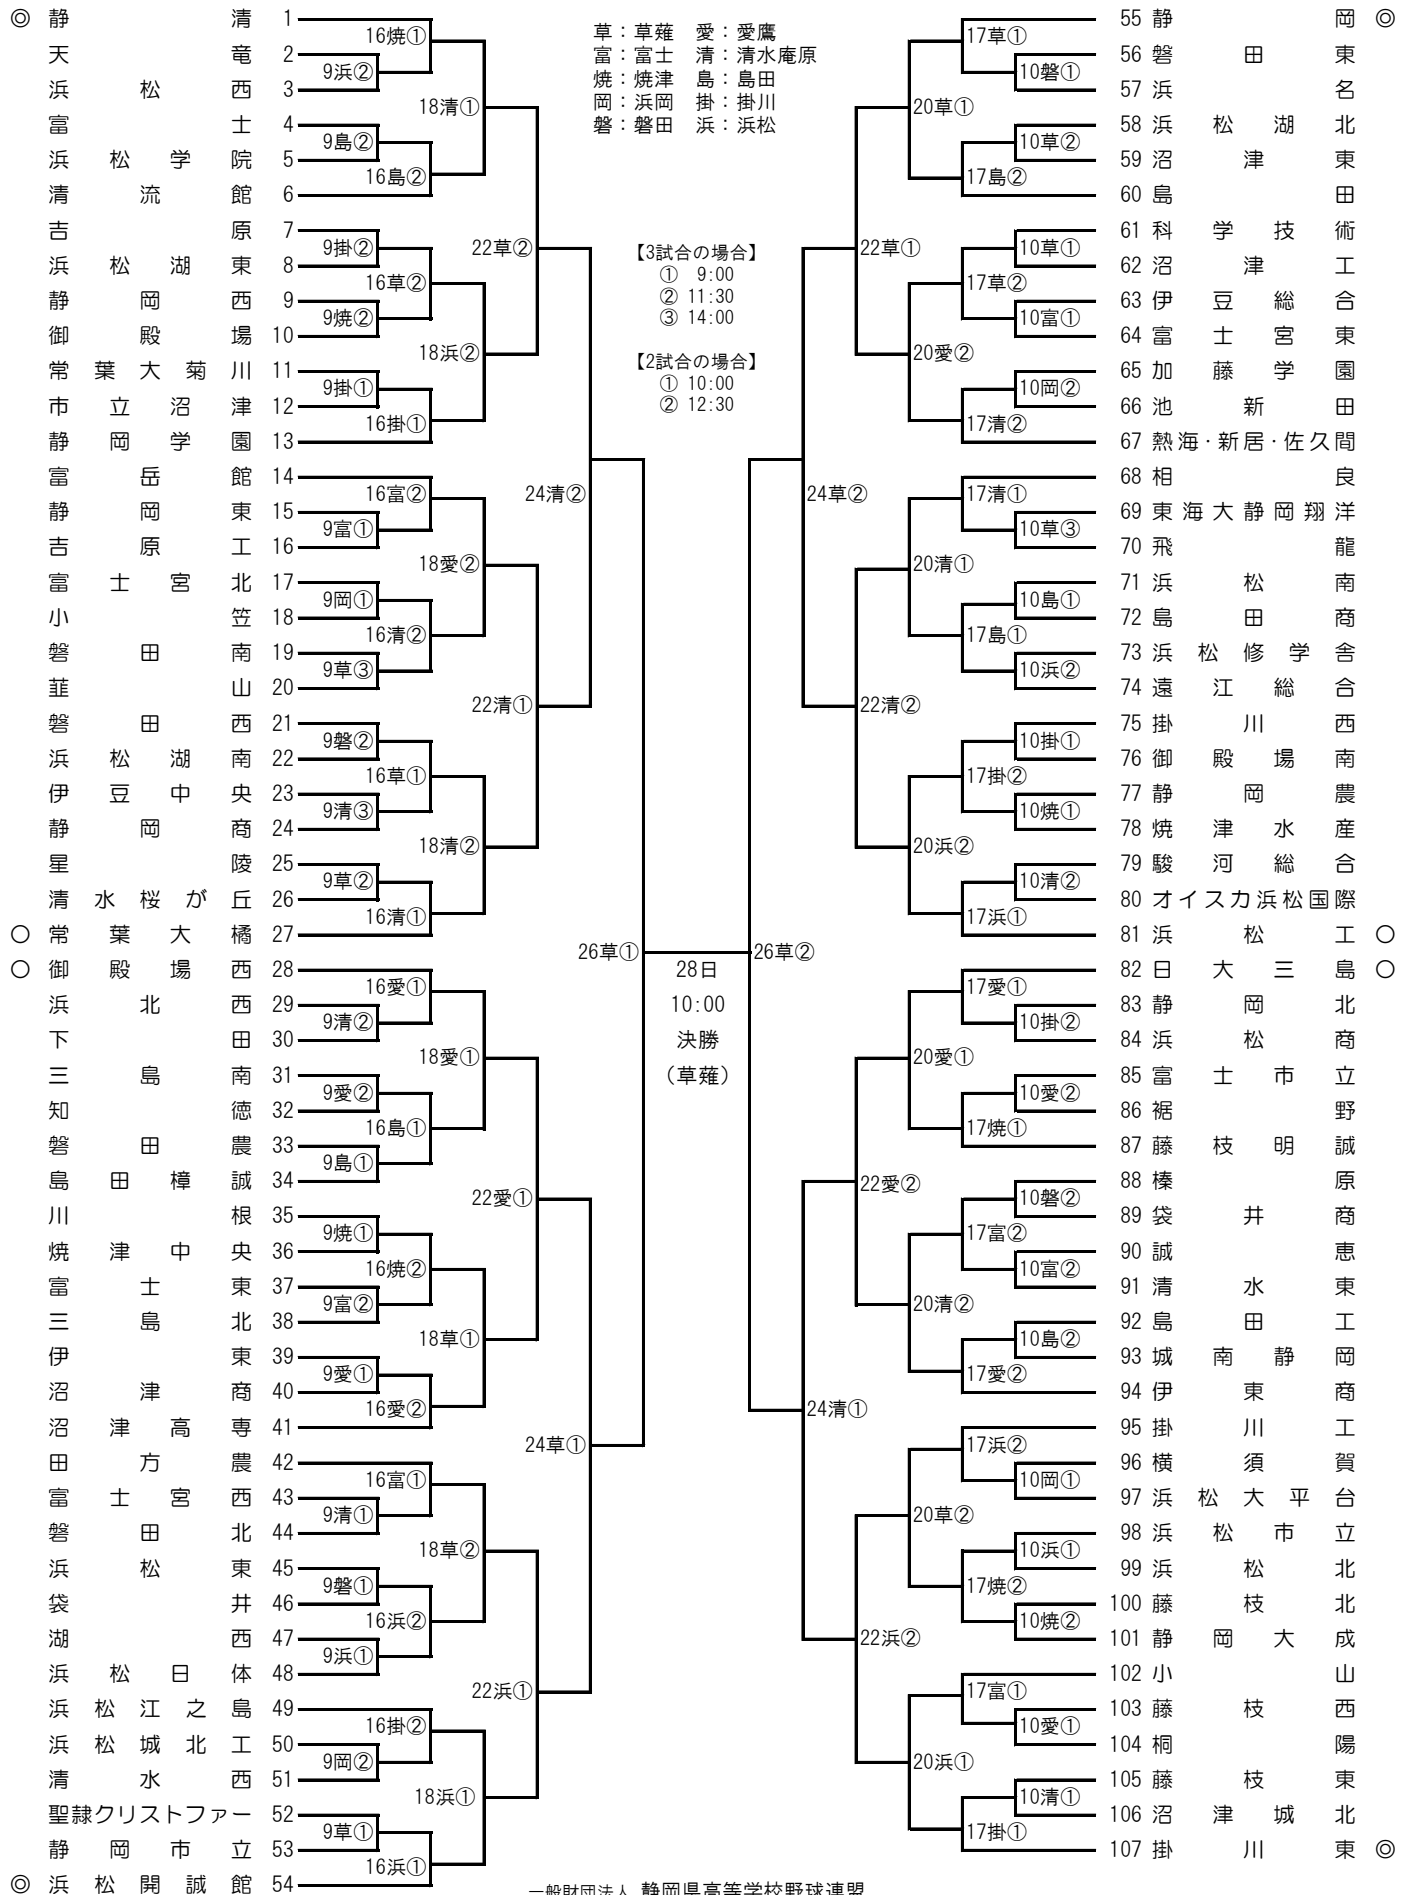 ◎ 静清 1
天竜 2
浜松西 3
富士 4
浜松学院 5
清流館 6
吉原 7
浜松湖東 8
静岡西 9
御殿場 10
常葉大菊川 11
市立沼津 12
静岡学園 13
富岳館 14
静岡東 15
吉原工 16
富士宮北 17
小笠 18
磐田南 19
韮山 20
磐田西 21
浜松湖南 22
伊豆中央 23
静岡商 24
星陵 25
清水桜が丘 26
○ 常葉大橘 27
○ 御殿場西 28
浜北西 29
下田 30
三島南 31
知徳 32
磐田農 33
島田樟誠 34
川根 35
焼津中央 36
富士東 37
三島北 38
伊東 39
沼津商 40
沼津高専 41
田方農 42
富士宮西 43
磐田北 44
浜松東 45
袋井 46
湖西 47
浜松日体 48
浜松江之島 49
浜松城北工 50
清水西 51
聖隷クリストファー 52
静岡市立 53
◎ 浜松開誠館 54
16焼①
9浜②
9島②
16島②
9掛②
16草②
9焼②
9掛①
16掛①
16富②
9富①
9岡①
16清②
9草③
9磐②
16草①
9清③
9草②
16清①
16愛①
9清②
9愛②
16島①
9島①
9焼①
16焼②
9富②
9愛①
16愛②
16富①
9清①
9磐①
16浜②
9浜①
16掛②
9岡②
9草①
16浜①
18清①
18浜②
18愛②
18清②
18愛①
18草①
18草②
18浜①
22草②
22清①
22愛①
22浜①
24清②
24草①
26草①
草：草薙 愛：愛鷹
富：富士 清：清水庵原
焼：焼津 島：島田
岡：浜岡 掛：掛川
磐：磐田 浜：浜松
【3試合の場合】
① 9:00
② 11:30
③ 14:00
【2試合の場合】
① 10:00
② 12:30
28日
10:00
決勝
（草薙）
26草②
24草②
24清①
22草①
22清②
22愛②
22浜②
20草①
20愛②
20清①
20浜②
20愛①
20清②
20草②
20浜①
17草①
10磐①
10草②
17島②
10草①
17草②
10富①
10岡②
17清②
17清①
10草③
10島①
17島①
10浜②
10掛①
17掛②
10焼①
10清②
17浜①
17愛①
10掛②
10愛②
17焼①
10磐②
17富②
10富②
10島②
17愛②
17浜②
10岡①
10浜①
17焼②
10焼②
17富①
10愛①
10清①
17掛①
55 静岡 ◎
56 磐田東
57 浜名
58 浜松湖北
59 沼津東
60 島田
61 科学技術
62 沼津工
63 伊豆総合
64 富士宮東
65 加藤学園
66 池新田
67 熱海・新居・佐久間
68 相良
69 東海大静岡翔洋
70 飛龍
71 浜松南
72 島田商
73 浜松修学舎
74 遠江総合
75 掛川西
76 御殿場南
77 静岡農
78 焼津水産
79 駿河総合
80 オイスカ浜松国際
81 浜松工 ○
82 日大三島 ○
83 静岡北
84 浜松商
85 富士市立
86 裾野
87 藤枝明誠
88 榛原
89 袋井商
90 誠恵
91 清水東
92 島田工
93 城南静岡
94 伊東商
95 掛川工
96 横須賀
97 浜松大平台
98 浜松市立
99 浜松北
100 藤枝北
101 静岡大成
102 小山
103 藤枝西
104 桐陽
105 藤枝東
106 沼津城北
107 掛川東 ◎
一般財団法人 静岡県高等学校野球連盟